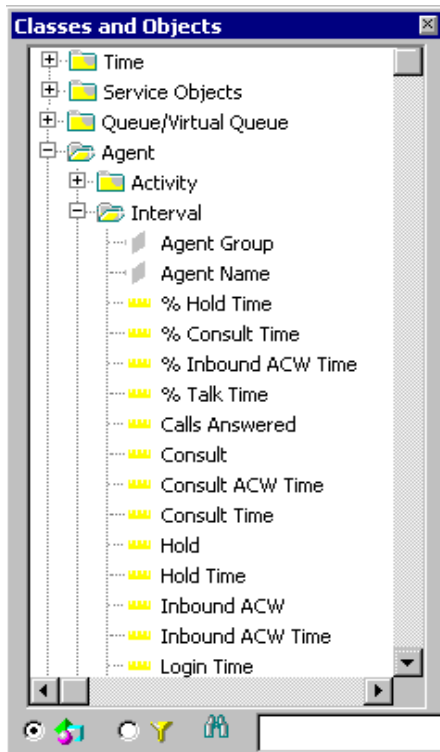 Classes and Objects
Time
Service Objects
Queue/Virtual Queue
Agent
Activity
Interval
Agent Group
Agent Name
% Hold Time
% Consult Time
% Inbound ACW Time
% Talk Time
Calls Answered
Consult
Consult ACW Time
Consult Time
Hold
Hold Time
Inbound ACW
Inbound ACW Time
Login Time